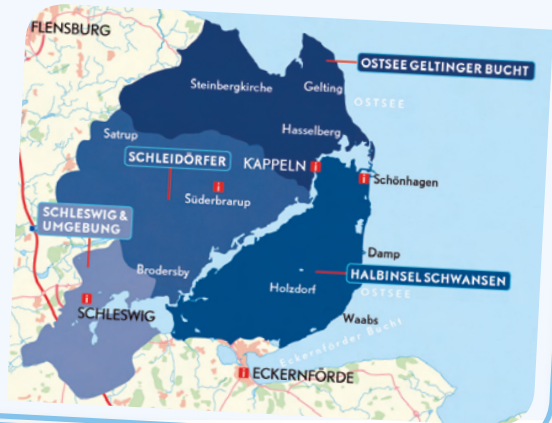 FLENSBURG
OSTSEE GELTINGER BUCHT
Steinbergkirche
Gelting
OSTSEE
Hasselberg
Satrup
SCHLEIDÖRFER
KAPPELN
i
i
Schönhagen
i
Süderbrarup
SCHLESWIG &
UMGEBUNG
Damp
Brodersby
HALBINSEL SCHWANSEN
Holzdorf
OSTSEE
i
SCHLESWIG
Waabs
Eckernförder Bucht
i
ECKERNFÖRDE